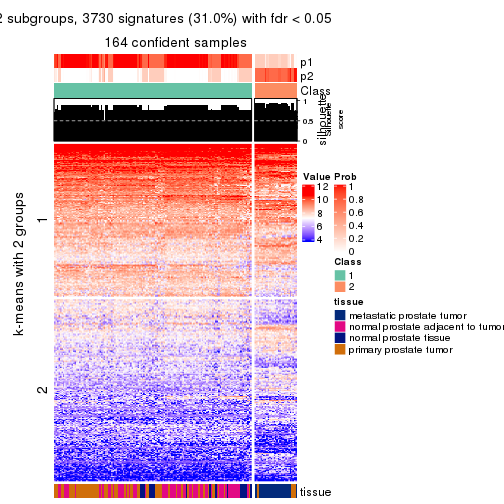 2 subgroups, 3730 signatures (31.0%) with fdr < 0.05
164 confident samples
p1
p2
Class
silhouette
Silhouette
score
1
0.5
0
k-means with 2 groups
1
2
Value
12
10
8
6
4
Prob
1
0.8
0.6
0.4
0.2
0
Class
1
2
tissue
metastatic prostate tumor
normal prostate adjacent to tumor
normal prostate tissue
primary prostate tumor
tissue